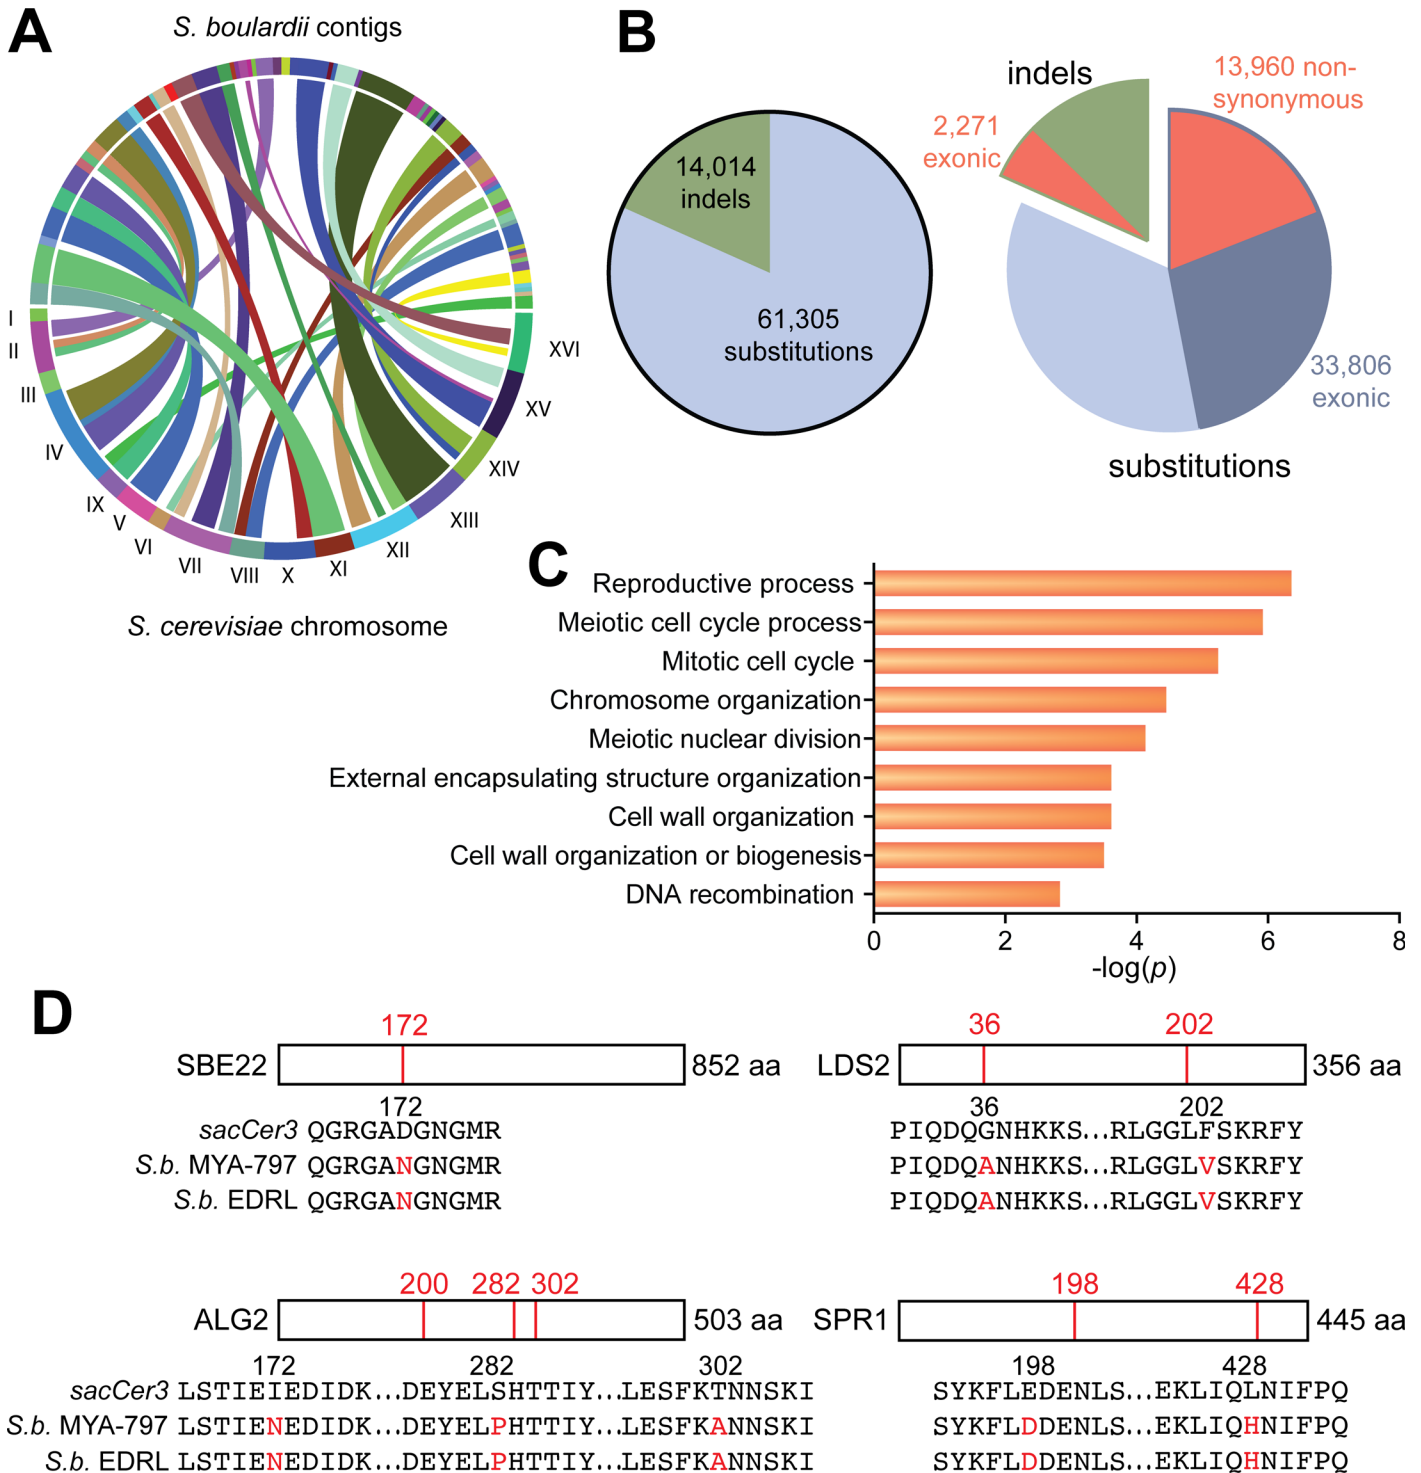 A
S. boulardii contigs
I
II
III
IV
IX
V
VI
VII
VIII
X
XI
XII
XIII
XIV
XV
XVI
S. cerevisiae chromosome
B
14,014
indels
61,305
substitutions
indels
2,271
exonic
13,960 non-
synonymous
33,806
exonic
substitutions
C
Reproductive process
Meiotic cell cycle process
Mitotic cell cycle
Chromosome organization
Meiotic nuclear division
External encapsulating structure organization
Cell wall organization
Cell wall organization or biogenesis
DNA recombination
0 2 4 6 8
-log(p)
D
172
SBE22 852 aa
172
sacCer3 QGRGADGNGMR
S.b. MYA-797 QGRGANGNGMR
S.b. EDRL QGRGANGNGMR
36 202
LDS2 356 aa
36 202
PIQDQGNHKKS...RLGGLFSKRFY
PIQDQANHKKS...RLGGLVSKRFY
PIQDQANHKKS...RLGGLVSKRFY
200 282 302
ALG2 503 aa
172 282 302
sacCer3 LSTIEIEDIDK...DEYELSHTTIY...LESFKTNNSKI
S.b. MYA-797 LSTIENEDIDK...DEYELPHTTIY...LESFKANNSKI
S.b. EDRL LSTIENEDIDK...DEYELPHTTIY...LESFKANNSKI
198 428
SPR1 445 aa
198 428
SYKFLEDENLS...EKLIQLNIFPQ
SYKFLDDENLS...EKLIQHNIFPQ
SYKFLDDENLS...EKLIQHNIFPQ